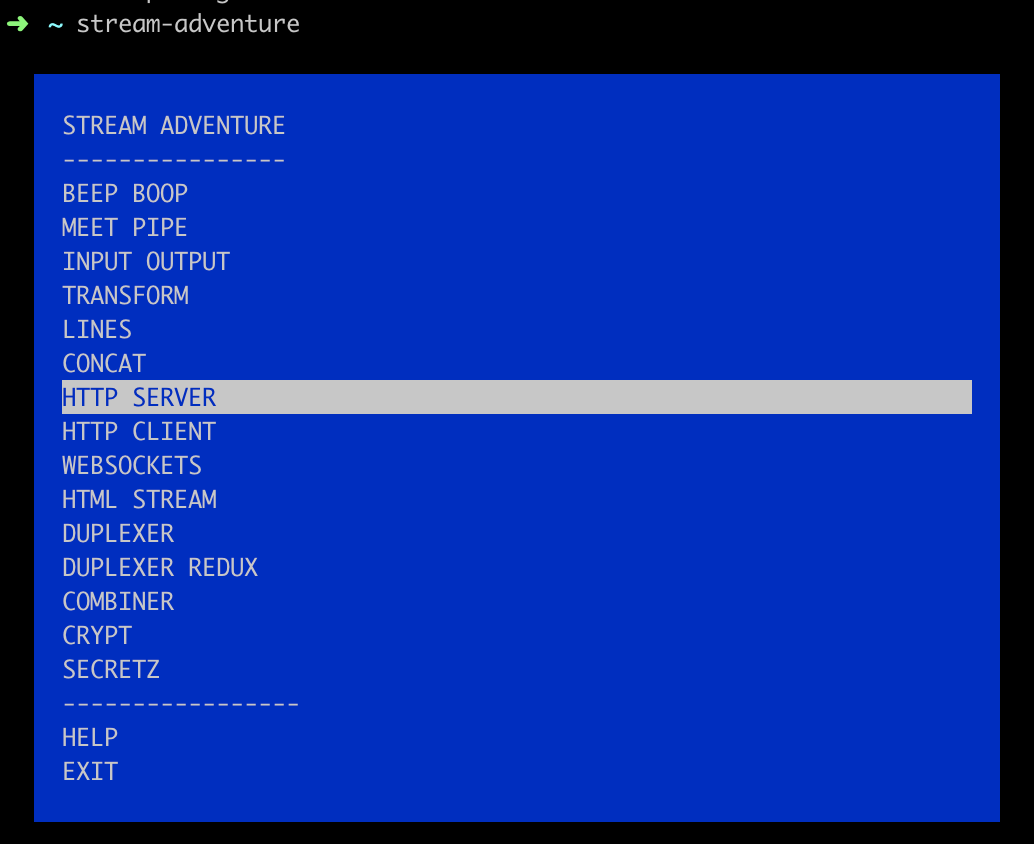 ➜ ~ stream-adventure
STREAM ADVENTURE
----------------
BEEP BOOP
MEET PIPE
INPUT OUTPUT
TRANSFORM
LINES
CONCAT
HTTP SERVER
HTTP CLIENT
WEBSOCKETS
HTML STREAM
DUPLEXER
DUPLEXER REDUX
COMBINER
CRYPT
SECRETZ
-----------------
HELP
EXIT